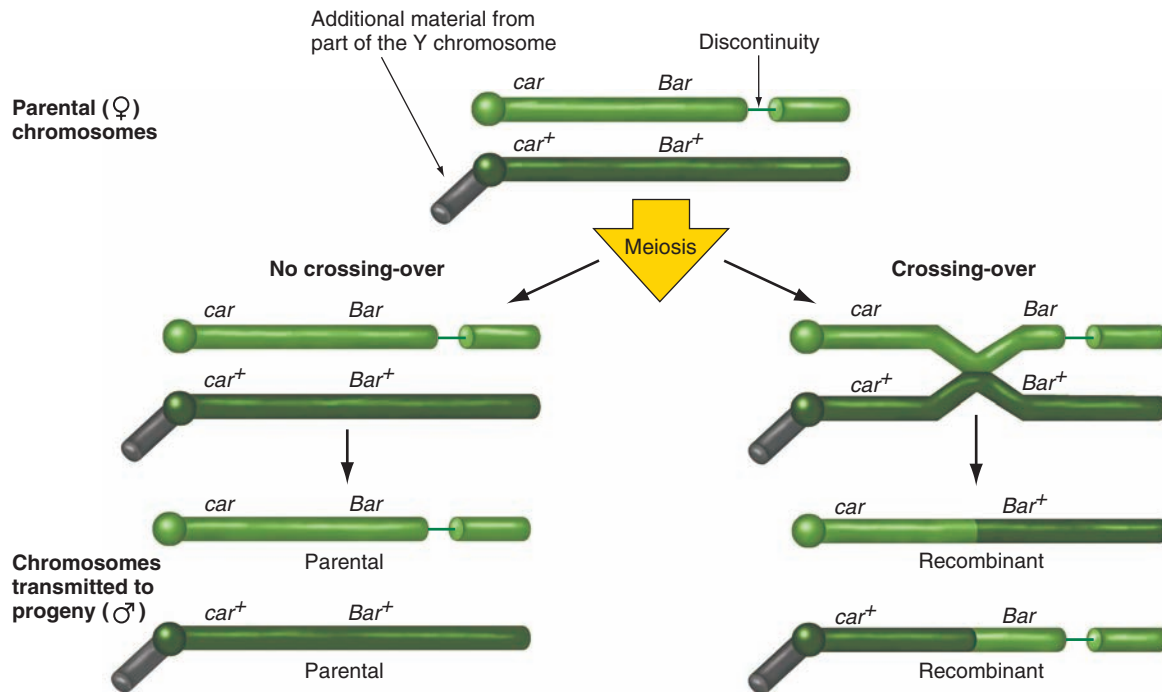 Additional material from
part of the Y chromosome
Discontinuity
car Bar
Parental (♀)
chromosomes
car+ Bar+
Meiosis
No crossing-over
Crossing-over
car Bar
car Bar
car+ Bar+
car+ Bar+
car Bar
car Bar+
Parental
Recombinant
Chromosomes
transmitted to
progeny (♂)
car+ Bar+
car+ Bar
Parental
Recombinant